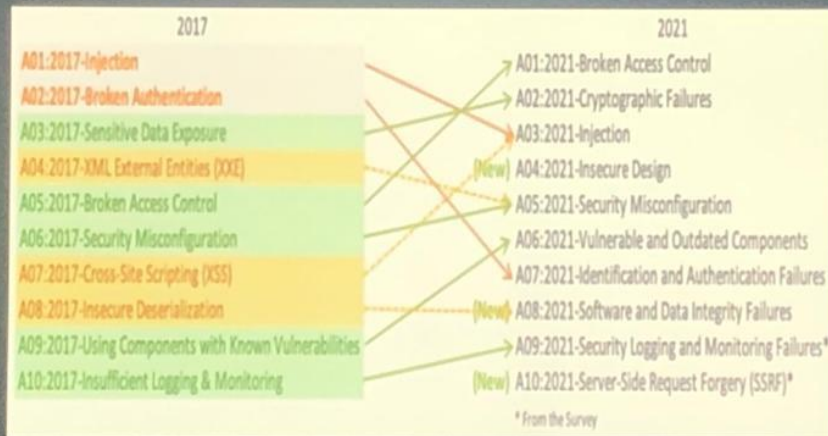 2017
A01:2017-Injection
A02:2017-Broken Authentication
A03:2017-Sensitive Data Exposure
A04:2017-XML External Entities (XXE)
A05:2017-Broken Access Control
A06:2017-Security Misconfiguration
A07:2017-Cross-Site Scripting (XSS)
A08:2017-Insecure Deserialization
A09:2017-Using Components with Known Vulnerabilities
A10:2017-Insufficient Logging & Monitoring
2021
A01:2021-Broken Access Control
A02:2021-Cryptographic Failures
A03:2021-Injection
(New) A04:2021-Insecure Design
A05:2021-Security Misconfiguration
A06:2021-Vulnerable and Outdated Components
A07:2021-Identification and Authentication Failures
(New) A08:2021-Software and Data Integrity Failures
A09:2021-Security Logging and Monitoring Failures*
(New) A10:2021-Server-Side Request Forgery (SSRF)*
* From the Survey